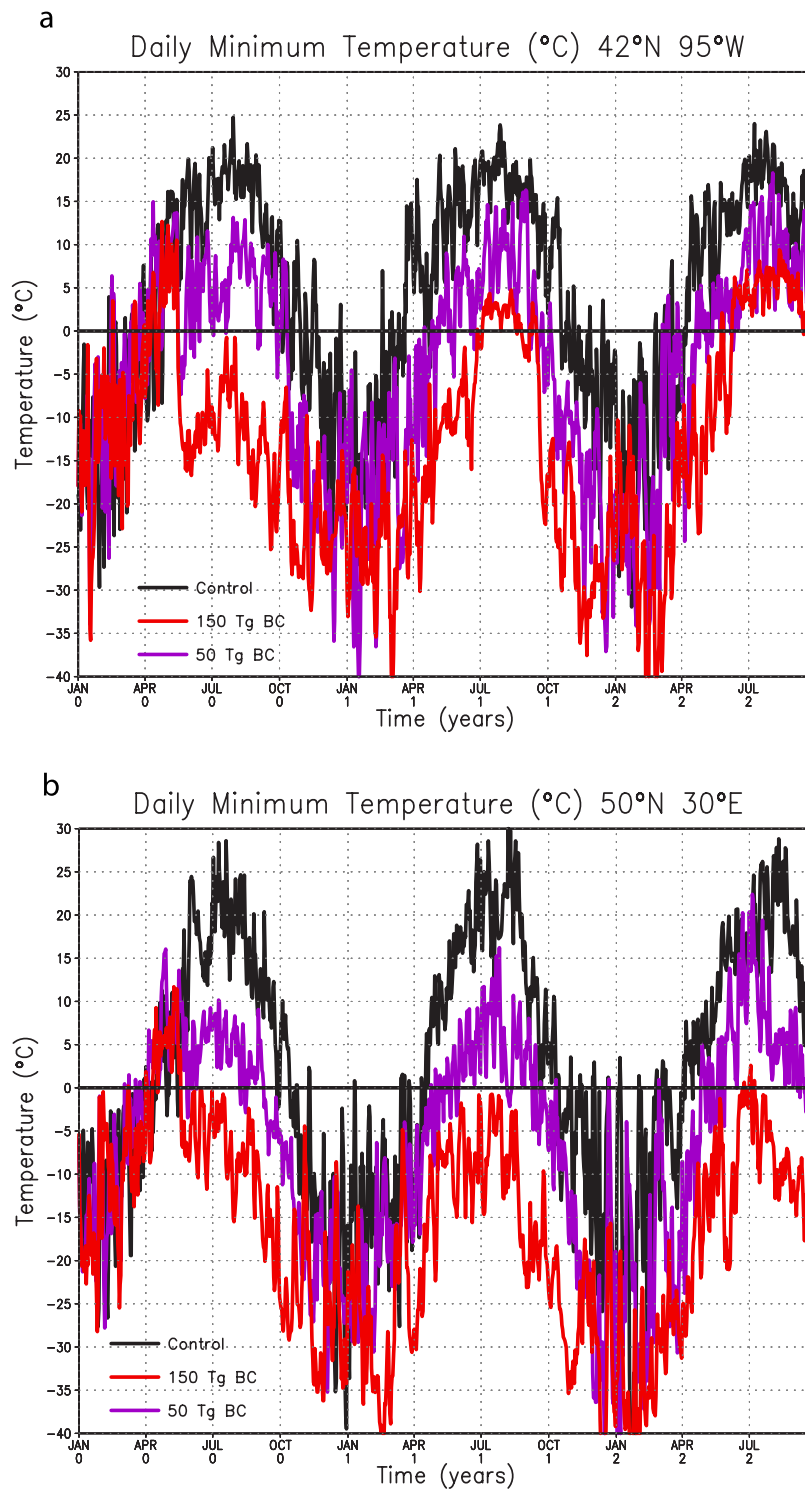 a
Daily Minimum Temperature (°C) 42°N 95°W
30
25
20
15
10
5
0
-5
-10
-15
-20
-25
-30
-35
-40
Temperature (°C)
Control
150 Tg BC
50 Tg BC
JAN APR JUL OCT JAN APR JUL OCT JAN APR JUL
0 0 0 0 1 1 1 1 2 2 2
Time (years)
b
Daily Minimum Temperature (°C) 50°N 30°E
30
25
20
15
10
5
0
-5
-10
-15
-20
-25
-30
-35
-40
Temperature (°C)
Control
150 Tg BC
50 Tg BC
JAN APR JUL OCT JAN APR JUL OCT JAN APR JUL
0 0 0 0 1 1 1 1 2 2 2
Time (years)